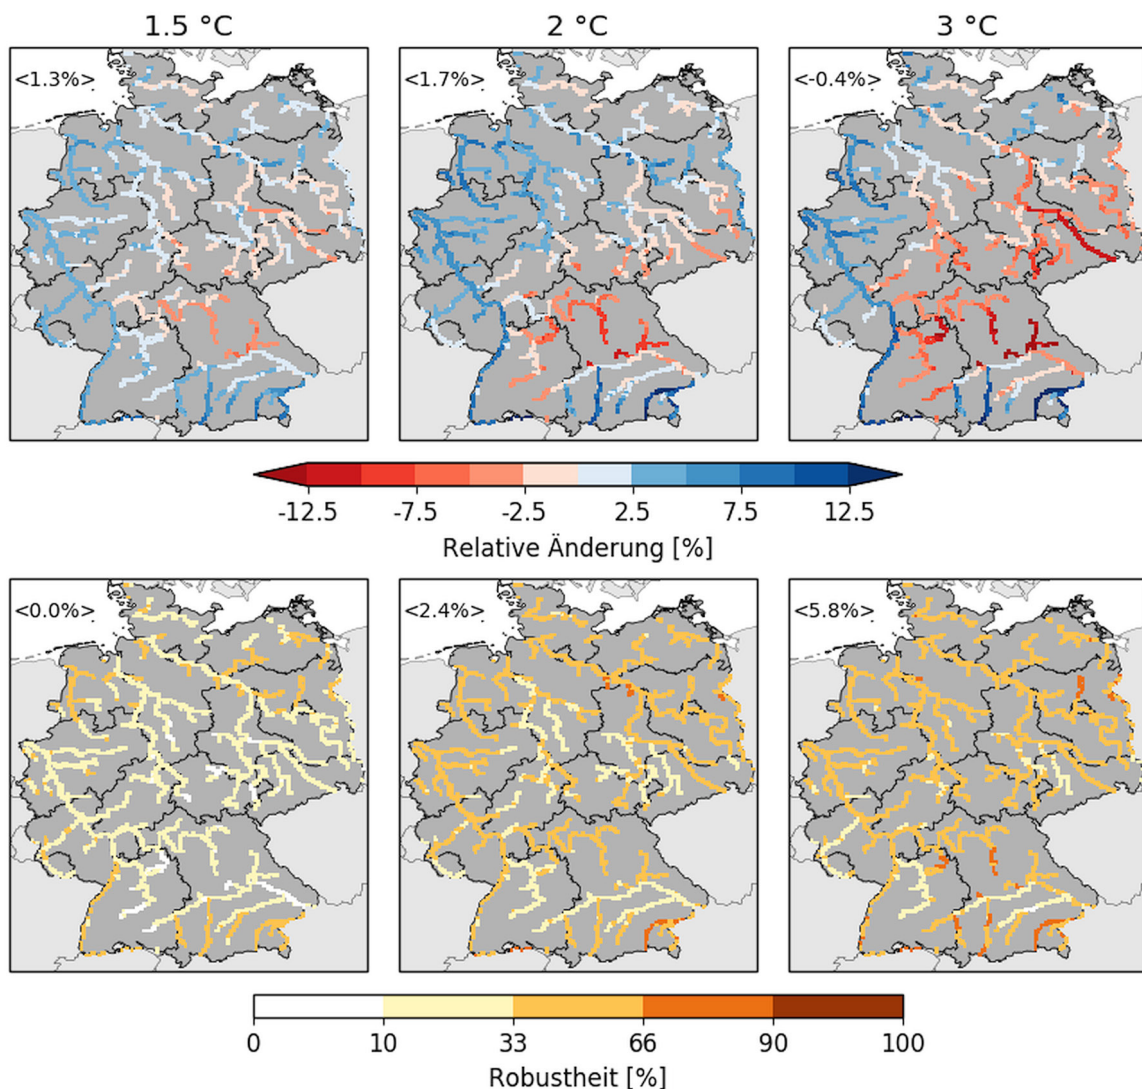 1.5 °C 2 °C 3 °C
<1.3%> <1.7%> <-0.4%>
-12.5 -7.5 -2.5 2.5 7.5 12.5
Relative Änderung [%]
<0.0%> <2.4%> <5.8%>
0 10 33 66 90 100
Robustheit [%]